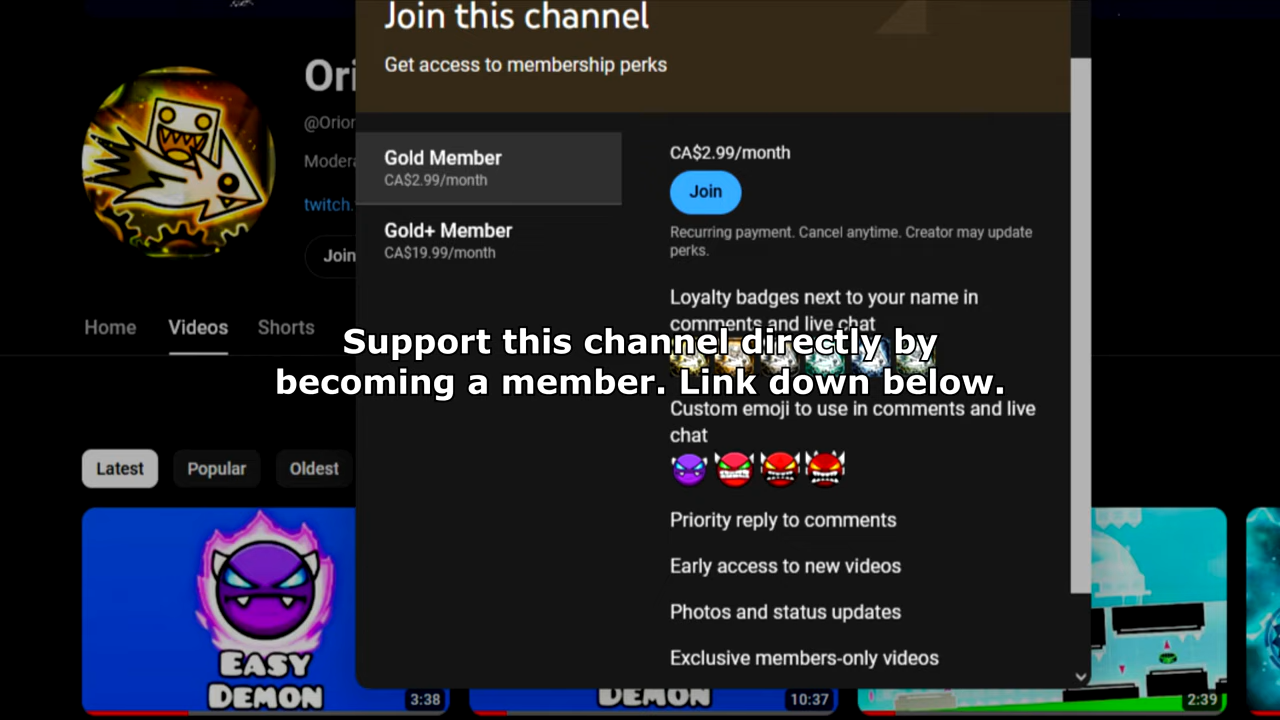 Join this channel
Get access to membership perks
Ori
@Orior
Modera
twitch.
Join
Gold Member
CA$2.99/month
Gold+ Member
CA$19.99/month
CA$2.99/month
Join
Recurring payment. Cancel anytime. Creator may update
perks.
Loyalty badges next to your name in
comments and live chat
Home
Videos
Shorts
Support this channel directly by
becoming a member. Link down below.
Custom emoji to use in comments and live
chat
Latest
Popular
Oldest
Priority reply to comments
Early access to new videos
Photos and status updates
Exclusive members-only videos
EASY
DEMON
3:38
DEMON
10:37
2:39